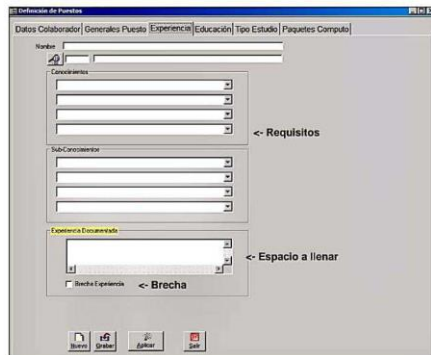 Definición de Puestos
Datos Colaborador Generales Puesto Experiencia Educación Tipo Estudio Paquetes Computo
Nombre
Conocimientos
<- Requisitos
Sub-Conocimientos
Experiencia Documentada
<- Espacio a llenar
Brecha Experiencia <- Brecha
Nuevo Grabar Aplicar Salir